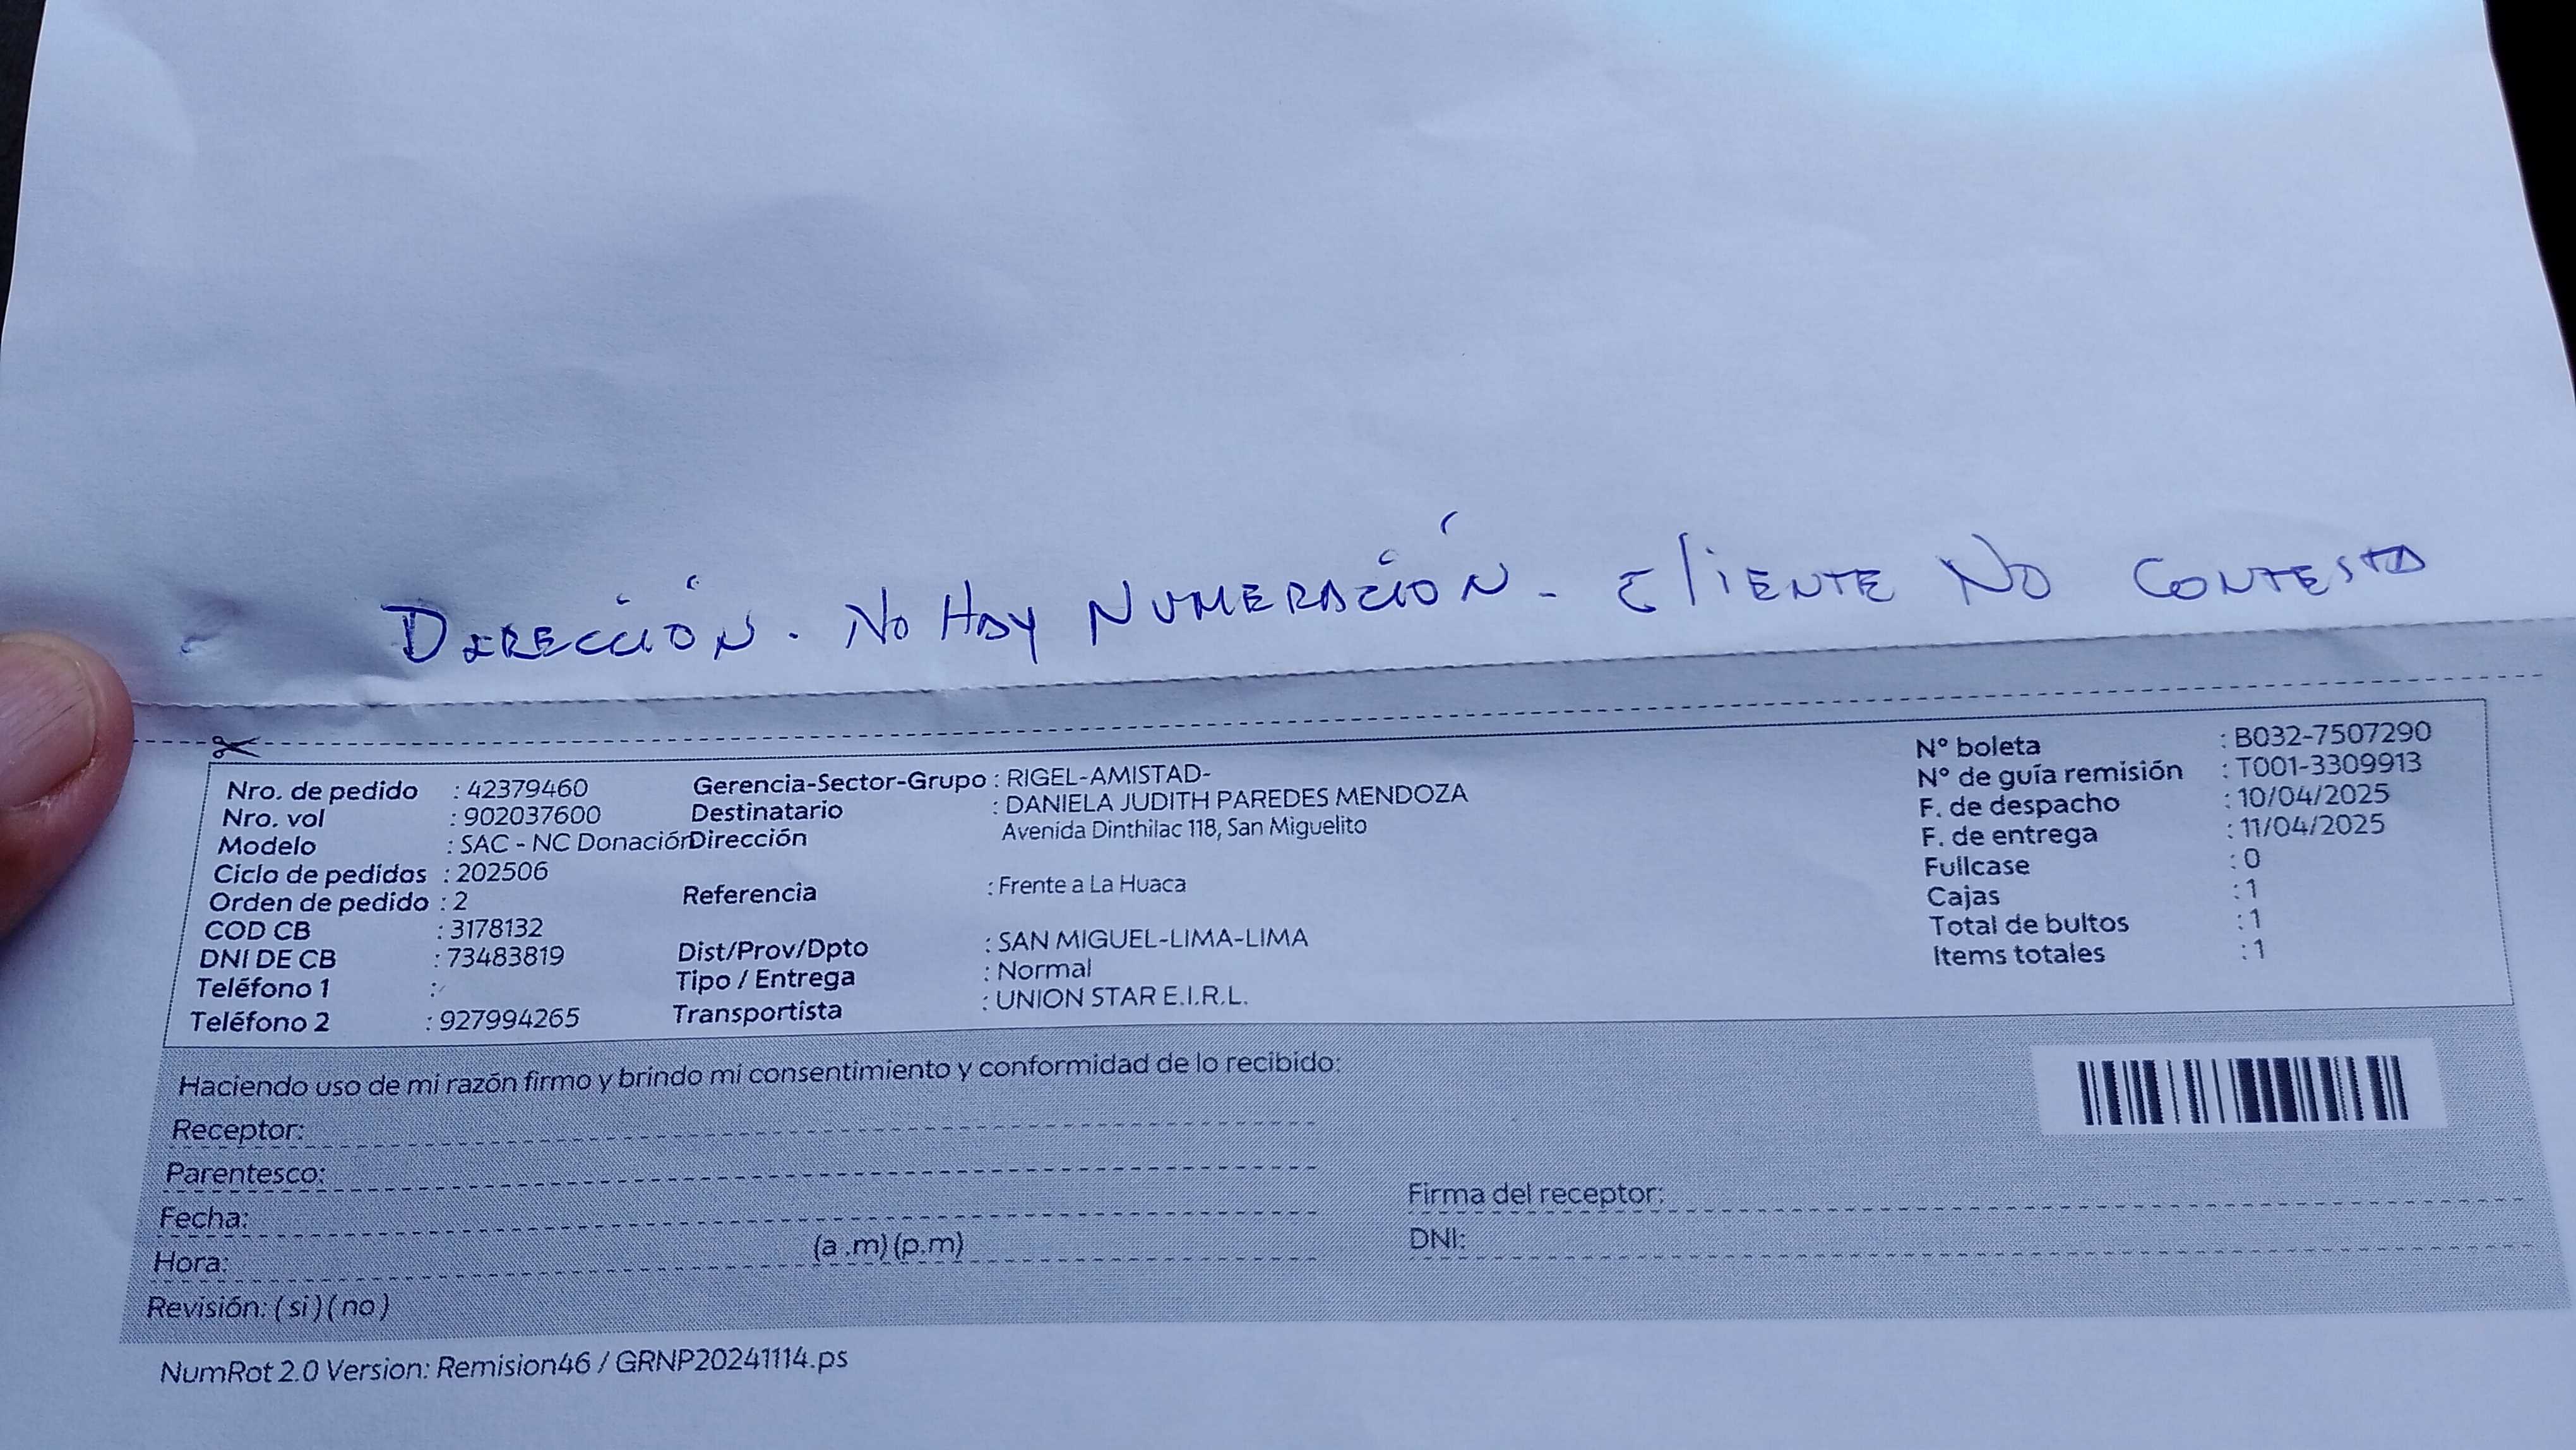 DIRECCIÓN. No HAY NUMERACIÓN - CliENTE No CONTESTA
Nro. de pedido : 42379460
Nro. vol : 902037600
Modelo : SAC - NC Donación
Ciclo de pedidos : 202506
Orden de pedido : 2
COD CB : 3178132
DNI DE CB : 73483819
Teléfono 1 :
Teléfono 2 : 927994265
Gerencia-Sector-Grupo : RIGEL-AMISTAD-
Destinatario : DANIELA JUDITH PAREDES MENDOZA
Dirección Avenida Dinthilac 118, San Miguelito
Referencia : Frente a La Huaca
Dist/Prov/Dpto : SAN MIGUEL-LIMA-LIMA
Tipo / Entrega : Normal
Transportista : UNION STAR E.I.R.L.
N° boleta : B032-7507290
N° de guía remisión : T001-3309913
F. de despacho : 10/04/2025
F. de entrega : 11/04/2025
Fullcase : 0
Cajas : 1
Total de bultos : 1
Items totales : 1
Haciendo uso de mi razón firmo y brindo mi consentimiento y conformidad de lo recibido:
Receptor:
Parentesco:
Fecha:
Hora: (a .m) (p.m)
Revisión: ( si ) ( no )
Firma del receptor:
DNI:
NumRot 2.0 Version: Remision46 / GRNP20241114.ps